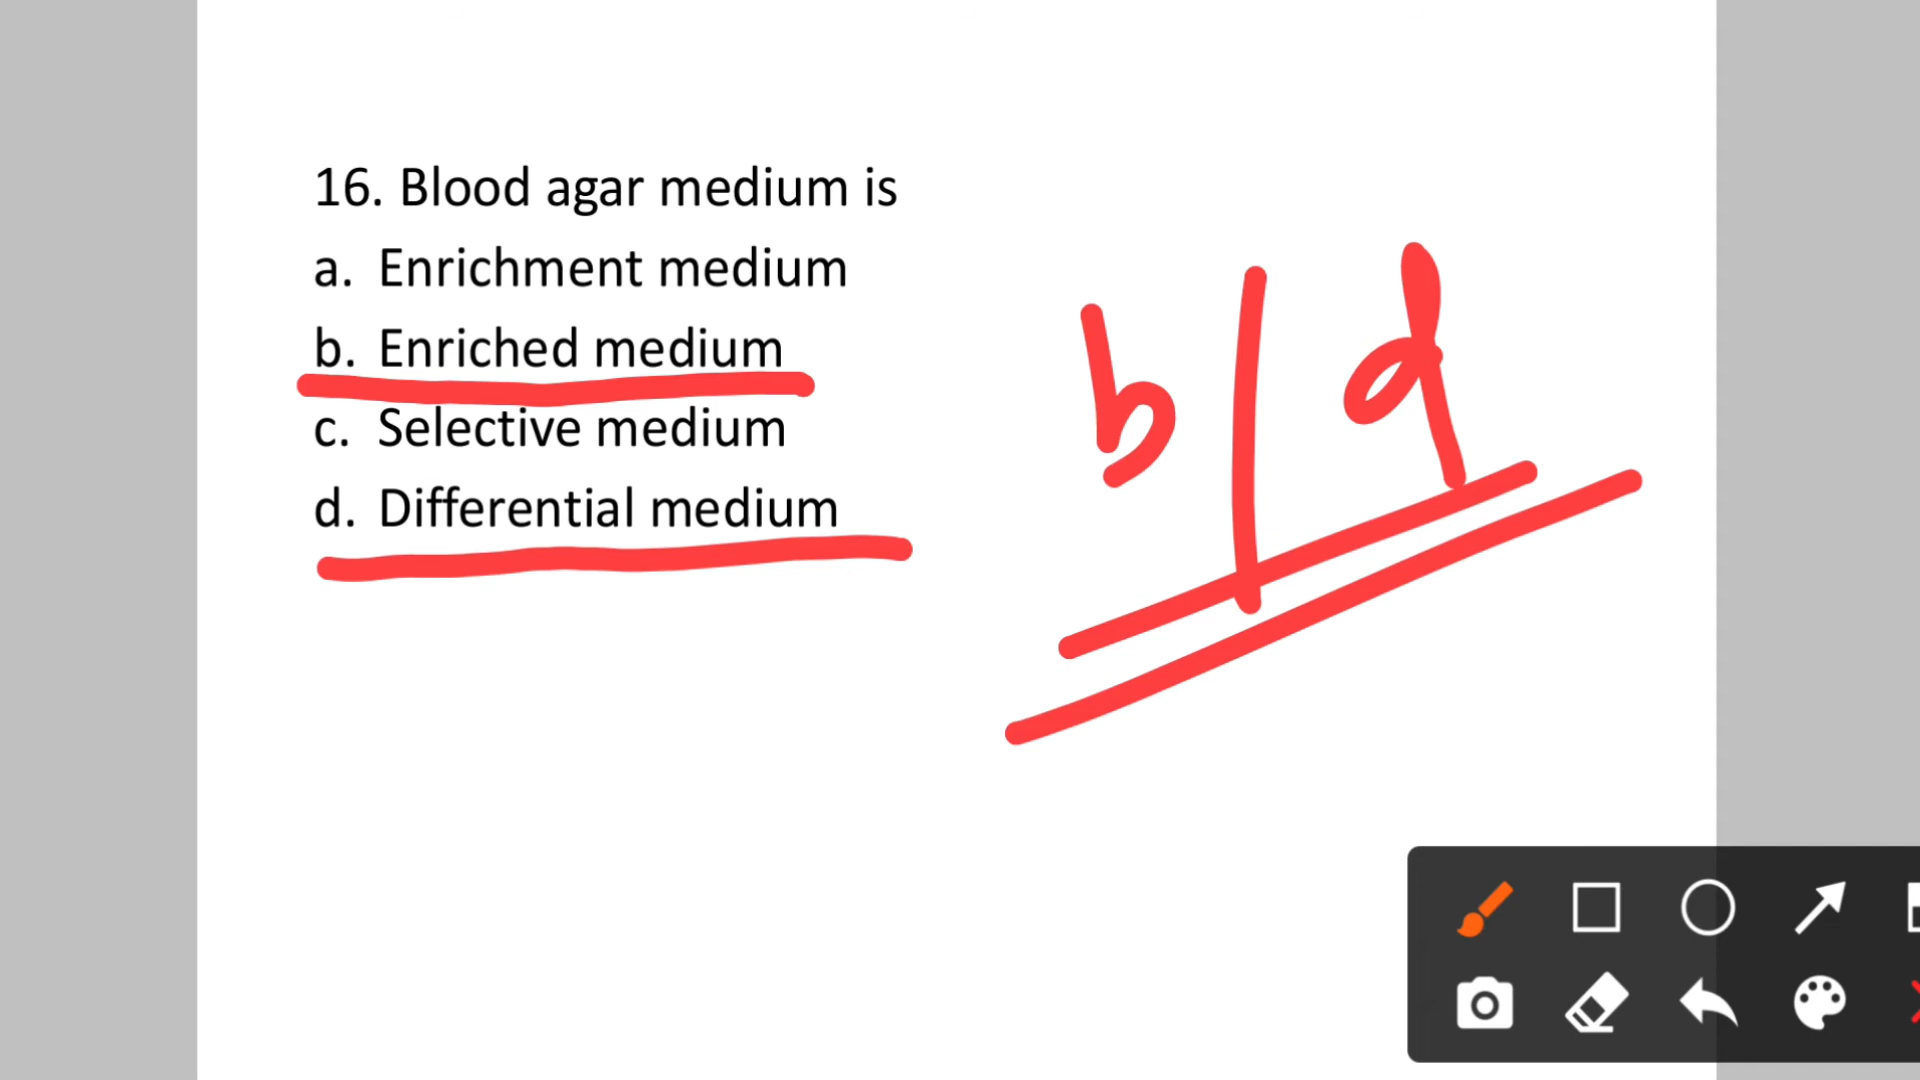 16. Blood agar medium is
a. Enrichment medium
b. Enriched medium
c. Selective medium
d. Differential medium
b | d